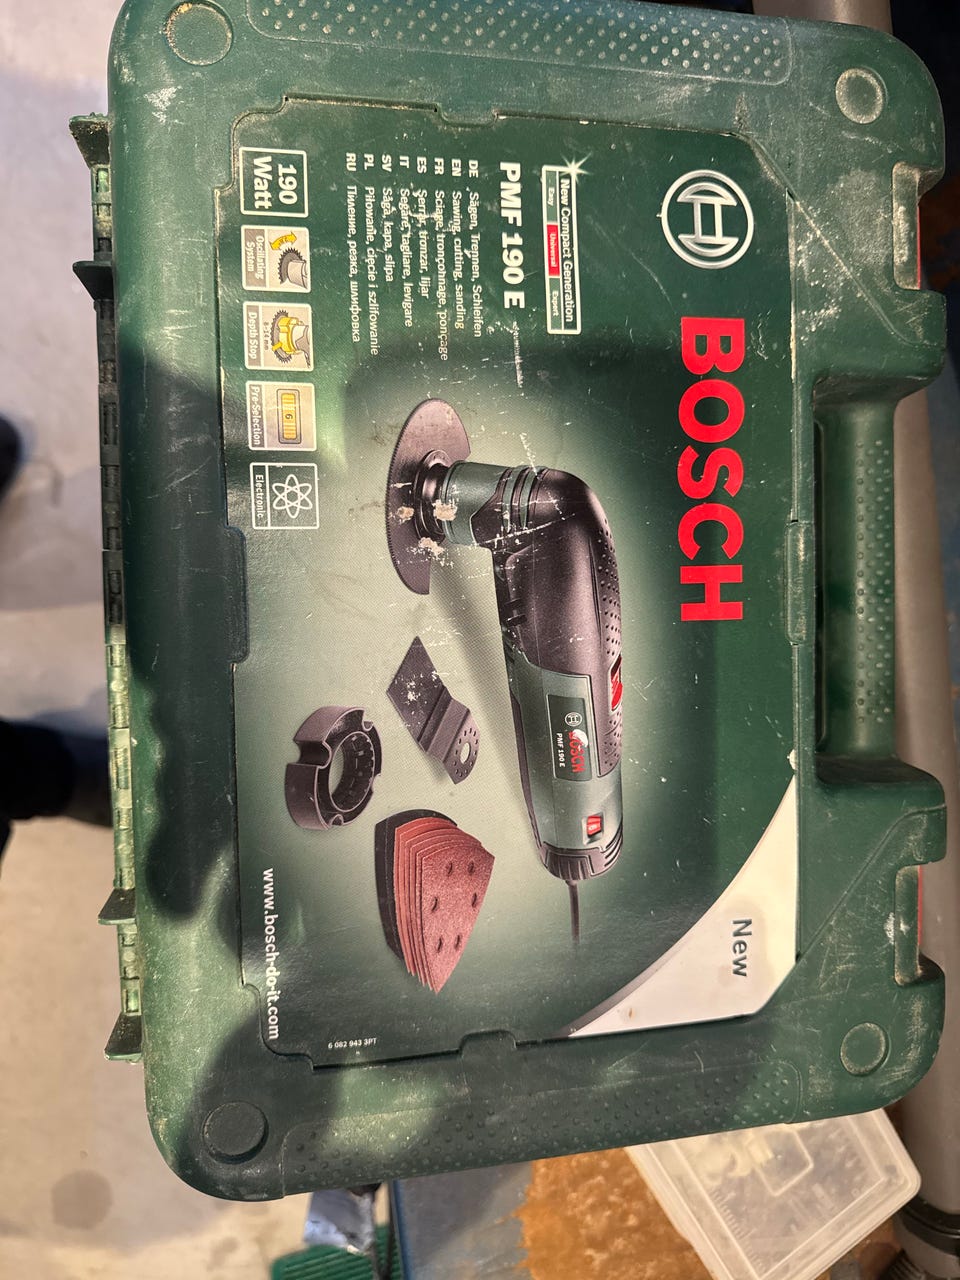 BOSCH
New Compact Generation
Easy Universal Expert
PMF 190 E
DE Sägen, Trennen, Schleifen
EN Sawing, cutting, sanding
FR Sciage, tronçonnage, ponçage
ES Serrar, tronzar, lijar
IT Segare, tagliare, levigare
SV Såga, kapa, slipa
PL Piłowanie, cięcie i szlifowanie
RU Пиление, резка, шлифовка
190
Watt
Oscillating
System
Depth Stop
6
Pre-Selection
Electronic
BOSCH
PMF 190 E
New
www.bosch-do-it.com
6 082 943 3PT